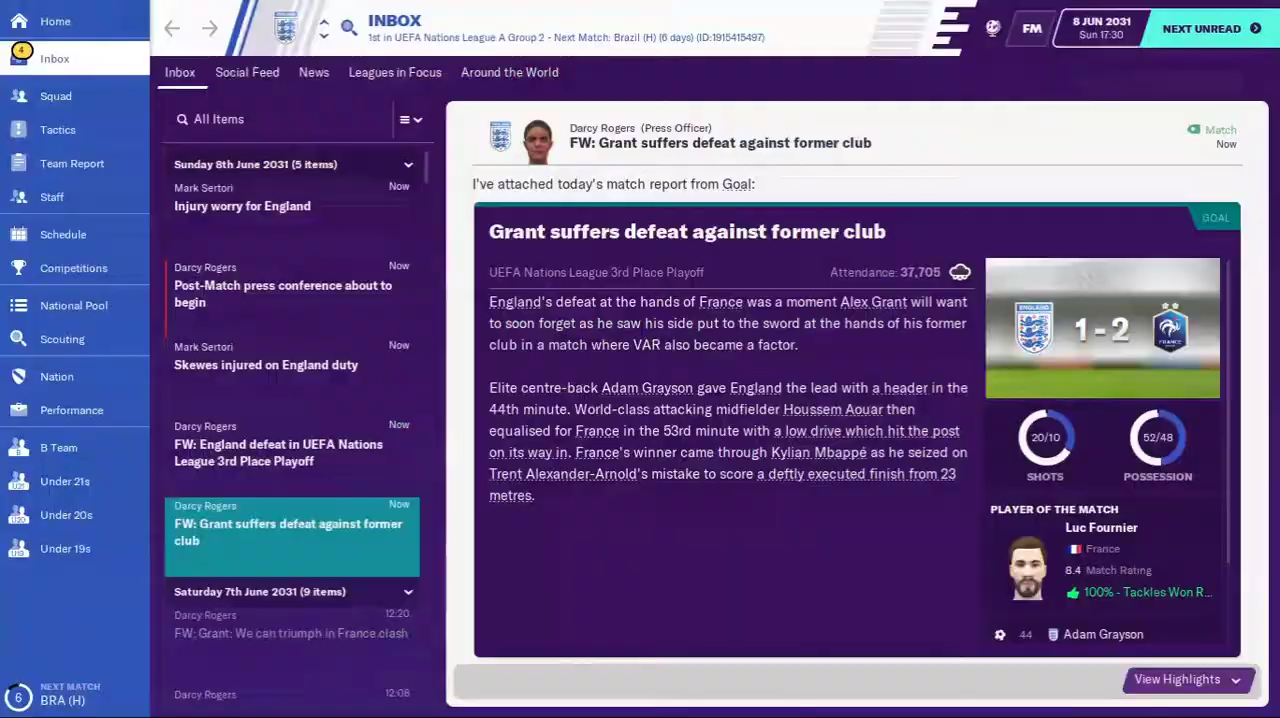 Home
4
Inbox
Squad
Tactics
Team Report
Staff
Schedule
Competitions
National Pool
Scouting
Nation
Performance
B Team
Under 21s
Under 20s
Under 19s
6
NEXT MATCH
BRA (H)
INBOX
1st in UEFA Nations League A Group 2 - Next Match: Brazil (H) (6 days) (ID:1915415497)
FM
8 JUN 2031
Sun 17:30
NEXT UNREAD
Inbox
Social Feed
News
Leagues in Focus
Around the World
All Items
Sunday 8th June 2031 (5 items)
Mark Sertori
Now
Injury worry for England
Darcy Rogers
Now
Post-Match press conference about to
begin
Mark Sertori
Now
Skewes injured on England duty
Darcy Rogers
Now
FW: England defeat in UEFA Nations
League 3rd Place Playoff
Darcy Rogers
Now
FW: Grant suffers defeat against former
club
Saturday 7th June 2031 (9 items)
Darcy Rogers
12:20
FW: Grant: We can triumph in France clash
Darcy Rogers
12:08
Darcy Rogers (Press Officer)
FW: Grant suffers defeat against former club
Match
Now
I've attached today's match report from Goal:
GOAL
Grant suffers defeat against former club
UEFA Nations League 3rd Place Playoff
Attendance: 37,705
England's defeat at the hands of France was a moment Alex Grant will want
to soon forget as he saw his side put to the sword at the hands of his former
club in a match where VAR also became a factor.
Elite centre-back Adam Grayson gave England the lead with a header in the
44th minute. World-class attacking midfielder Houssem Aouar then
equalised for France in the 53rd minute with a low drive which hit the post
on its way in. France's winner came through Kylian Mbappé as he seized on
Trent Alexander-Arnold's mistake to score a deftly executed finish from 23
metres.
1 - 2
20/10
SHOTS
52/48
POSSESSION
PLAYER OF THE MATCH
Luc Fournier
France
8.4 Match Rating
100% - Tackles Won R...
44 Adam Grayson
View Highlights